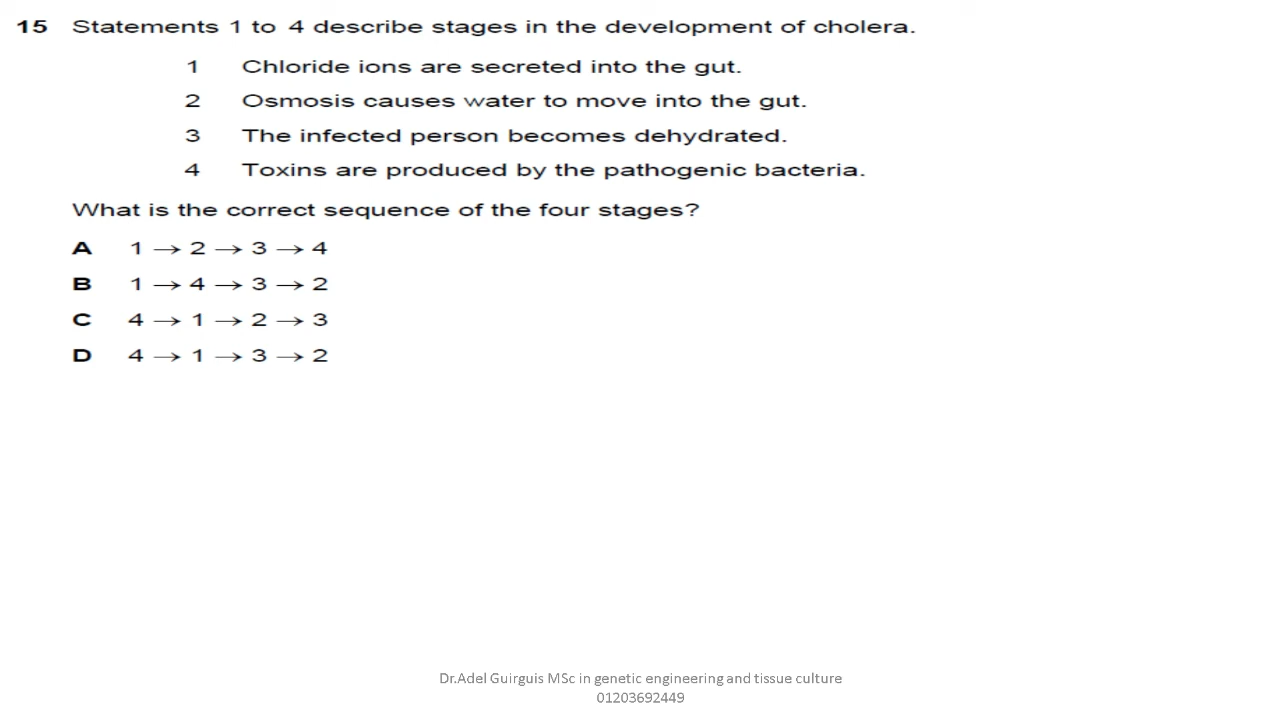 15 Statements 1 to 4 describe stages in the development of cholera.
1 Chloride ions are secreted into the gut.
2 Osmosis causes water to move into the gut.
3 The infected person becomes dehydrated.
4 Toxins are produced by the pathogenic bacteria.
What is the correct sequence of the four stages?
A 1 → 2 → 3 → 4
B 1 → 4 → 3 → 2
C 4 → 1 → 2 → 3
D 4 → 1 → 3 → 2
Dr.Adel Guirguis MSc in genetic engineering and tissue culture
01203692449